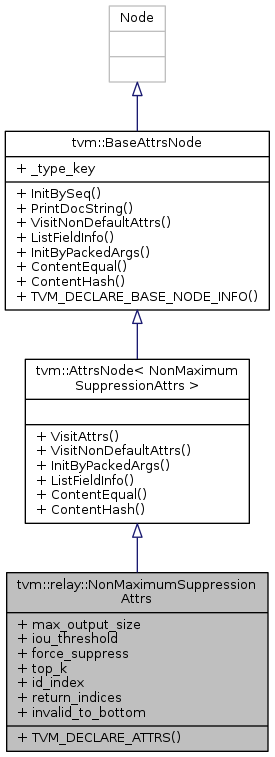 Node
tvm::BaseAttrsNode
+ _type_key
+ InitBySeq()
+ PrintDocString()
+ VisitNonDefaultAttrs()
+ ListFieldInfo()
+ InitByPackedArgs()
+ ContentEqual()
+ ContentHash()
+ TVM_DECLARE_BASE_NODE_INFO()
tvm::AttrsNode< NonMaximum
SuppressionAttrs >
+ VisitAttrs()
+ VisitNonDefaultAttrs()
+ InitByPackedArgs()
+ ListFieldInfo()
+ ContentEqual()
+ ContentHash()
tvm::relay::NonMaximumSuppression
Attrs
+ max_output_size
+ iou_threshold
+ force_suppress
+ top_k
+ id_index
+ return_indices
+ invalid_to_bottom
+ TVM_DECLARE_ATTRS()